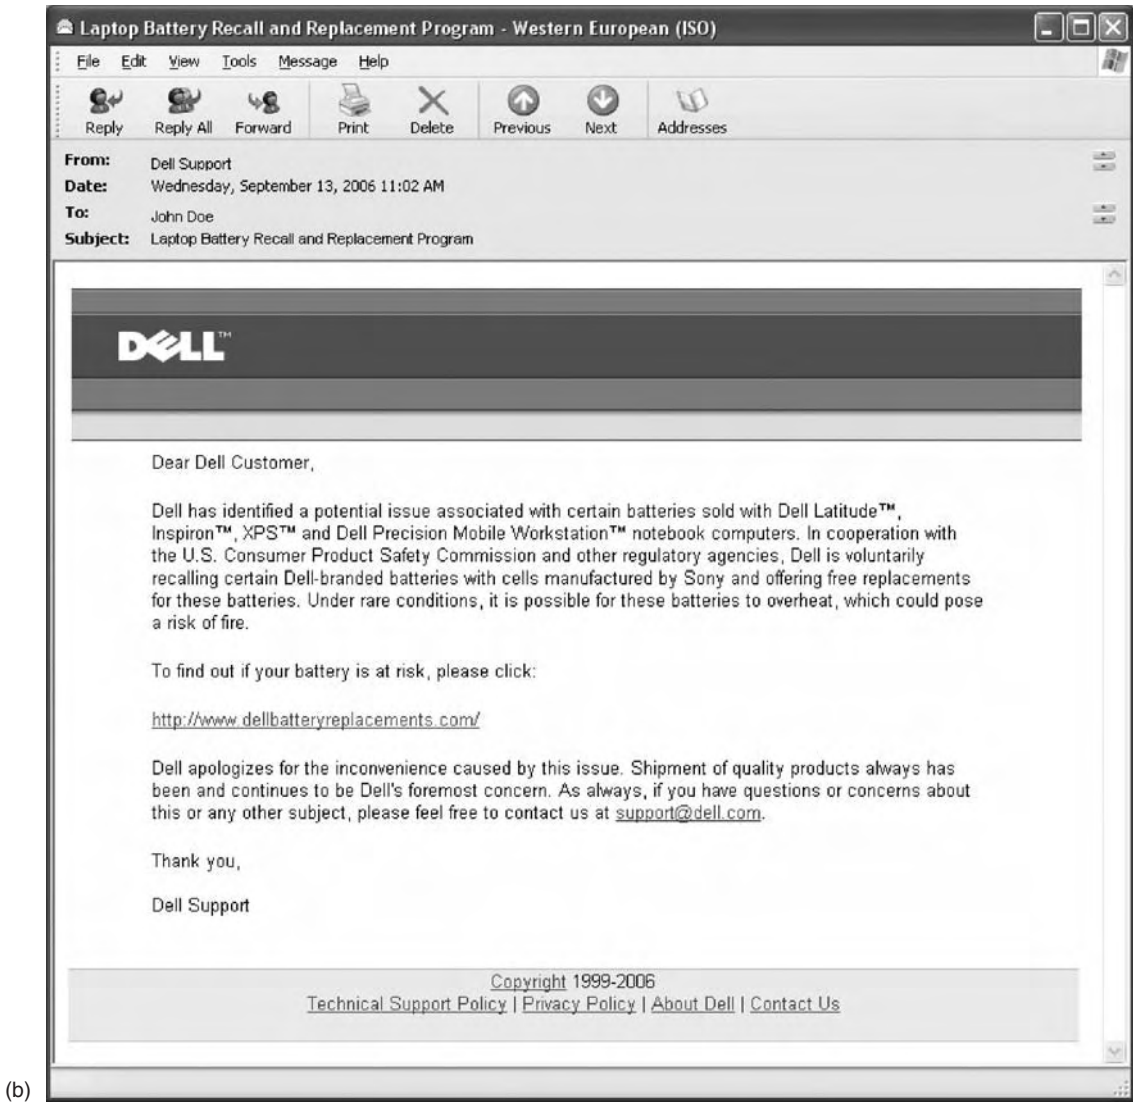 Laptop Battery Recall and Replacement Program - Western European (ISO)
File Edit View Tools Message Help
Reply Reply All Forward Print Delete Previous Next Addresses
From: Dell Support
Date: Wednesday, September 13, 2006 11:02 AM
To: John Doe
Subject: Laptop Battery Recall and Replacement Program
DELL™
Dear Dell Customer,
Dell has identified a potential issue associated with certain batteries sold with Dell Latitude™,
Inspiron™, XPS™ and Dell Precision Mobile Workstation™ notebook computers. In cooperation with
the U.S. Consumer Product Safety Commission and other regulatory agencies, Dell is voluntarily
recalling certain Dell-branded batteries with cells manufactured by Sony and offering free replacements
for these batteries. Under rare conditions, it is possible for these batteries to overheat, which could pose
a risk of fire.
To find out if your battery is at risk, please click:
http://www.dellbatteryreplacements.com/
Dell apologizes for the inconvenience caused by this issue. Shipment of quality products always has
been and continues to be Dell's foremost concern. As always, if you have questions or concerns about
this or any other subject, please feel free to contact us at support@dell.com.
Thank you,
Dell Support
Copyright 1999-2006
Technical Support Policy | Privacy Policy | About Dell | Contact Us
(b)